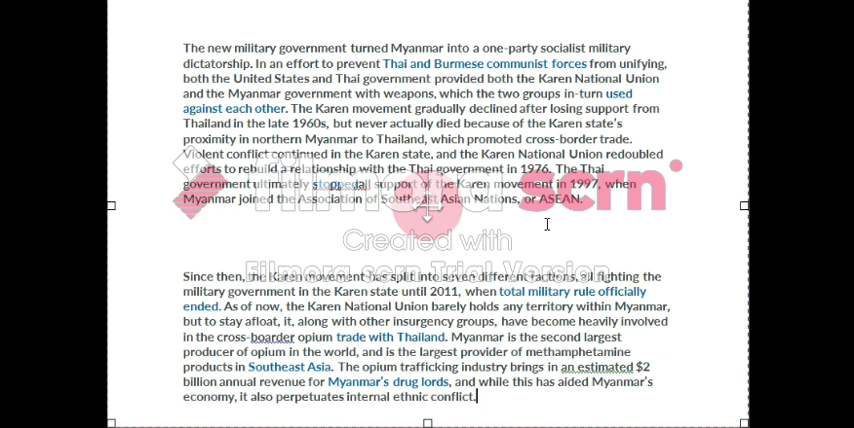 The new military government turned Myanmar into a one-party socialist military
dictatorship. In an effort to prevent Thai and Burmese communist forces from unifying,
both the United States and Thai government provided both the Karen National Union
and the Myanmar government with weapons, which the two groups in-turn used
against each other. The Karen movement gradually declined after losing support from
Thailand in the late 1960s, but never actually died because of the Karen state's
proximity in northern Myanmar to Thailand, which promoted cross-border trade.
Violent conflict continued in the Karen state, and the Karen National Union redoubled
efforts to rebuild a relationship with the Thai government in 1976. The Thai
government ultimately stoppedall support of the Karen movement in 1997, when
Myanmar joined the Association of Southeast Asian Nations, or ASEAN.
filmora scrn
Created with
Filmora scrn Trial Version
Since then, the Karen movement has split into seven different factions, all fighting the
military government in the Karen state until 2011, when total military rule officially
ended. As of now, the Karen National Union barely holds any territory within Myanmar,
but to stay afloat, it, along with other insurgency groups, have become heavily involved
in the cross-boarder opium trade with Thailand. Myanmar is the second largest
producer of opium in the world, and is the largest provider of methamphetamine
products in Southeast Asia. The opium trafficking industry brings in an estimated $2
billion annual revenue for Myanmar's drug lords, and while this has aided Myanmar's
economy, it also perpetuates internal ethnic conflict.